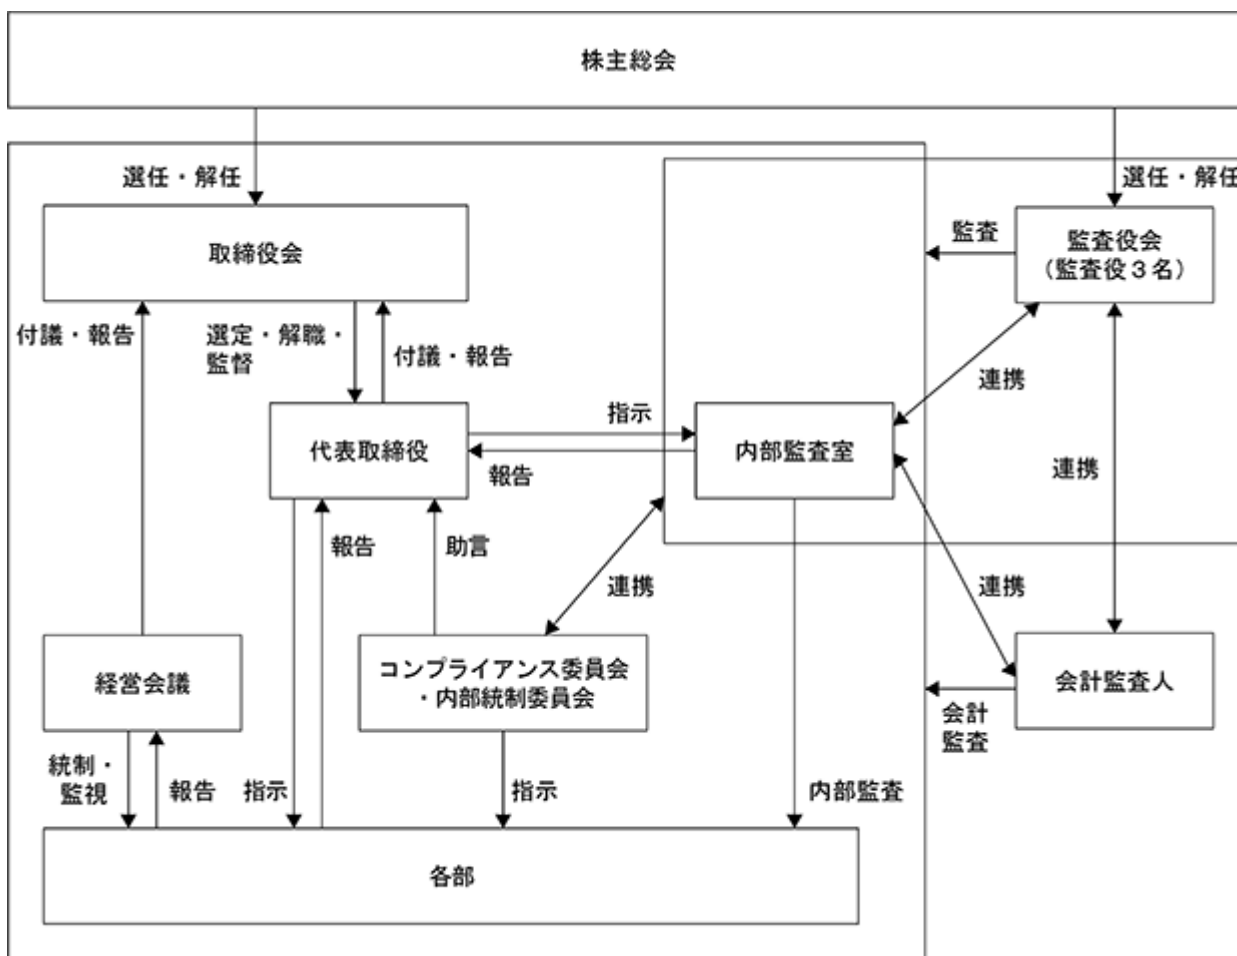 株主総会
選任・解任
選任・解任
取締役会
監査
監査役会
(監査役3名)
付議・報告
選定・解職・
監督
付議・報告
連携
指示
代表取締役
内部監査室
報告
連携
報告
助言
連携
連携
経営会議
コンプライアンス委員会
・内部統制委員会
会計監査人
会計
監査
統制・
監視
報告
指示
指示
内部監査
各部